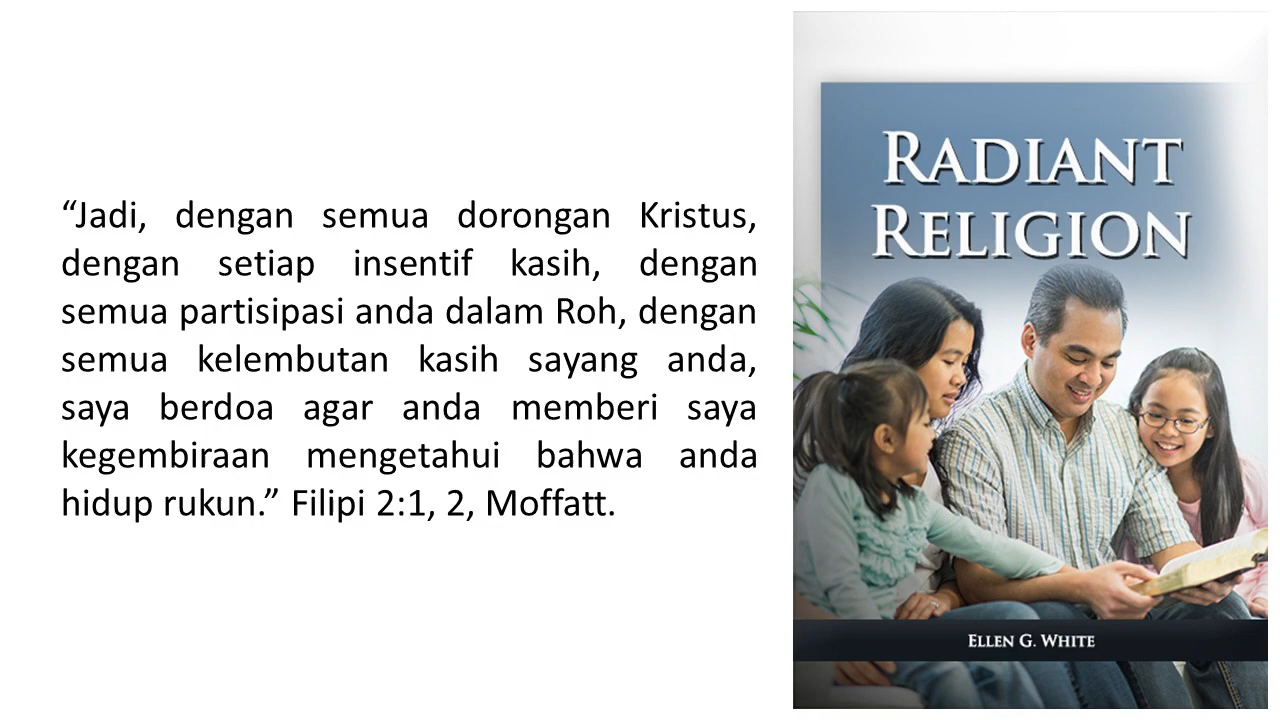 “Jadi, dengan semua dorongan Kristus,
dengan setiap insentif kasih, dengan
semua partisipasi anda dalam Roh, dengan
semua kelembutan kasih sayang anda,
saya berdoa agar anda memberi saya
kegembiraan mengetahui bahwa anda
hidup rukun.” Filipi 2:1, 2, Moffatt.
RADIANT
RELIGION
ELLEN G. WHITE